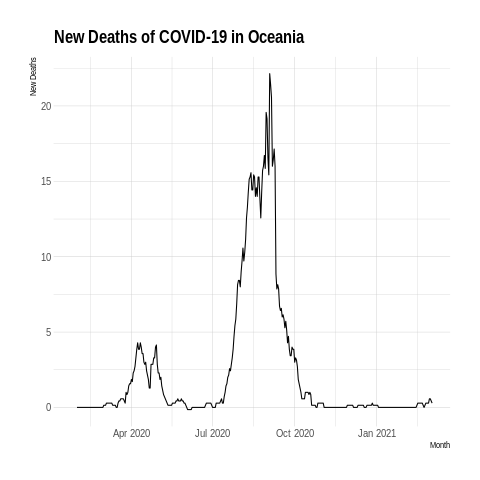 New Deaths of COVID-19 in Oceania
New Deaths
20
15
10
5
0
Apr 2020 Jul 2020 Oct 2020 Jan 2021
Month